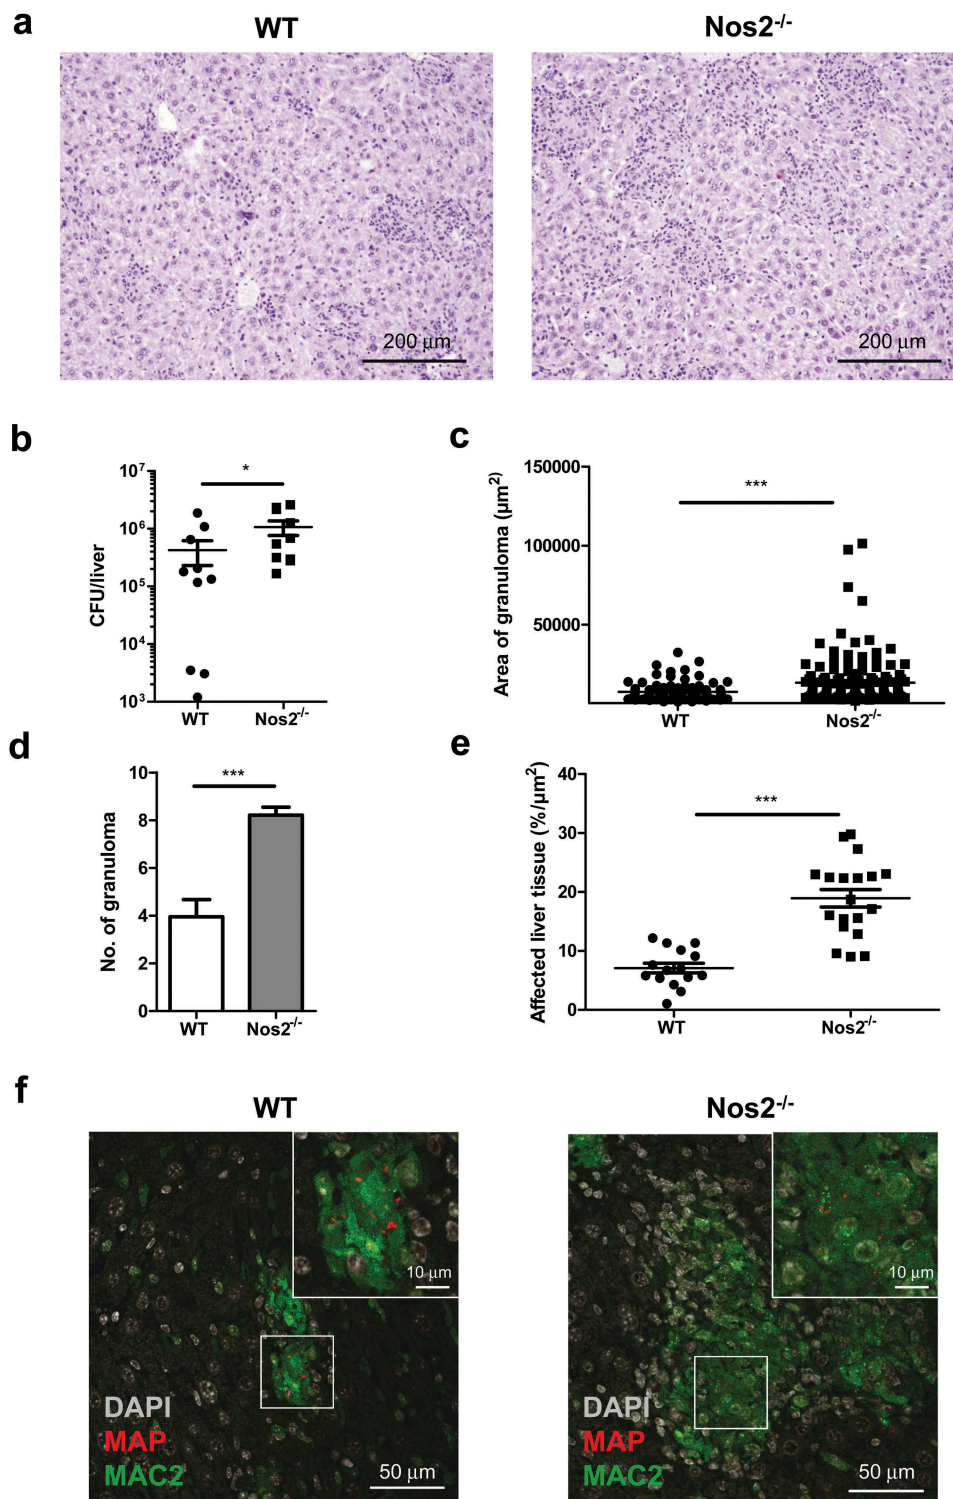 a
WT
Nos2⁻/⁻
200 µm
200 µm
b
CFU/liver
10⁷
10⁶
10⁵
10⁴
10³
*
WT
Nos2⁻/⁻
c
Area of granuloma (µm²)
150000
100000
50000
***
WT
Nos2⁻/⁻
d
No. of granuloma
10
8
6
4
2
0
***
WT
Nos2⁻/⁻
e
Affected liver tissue (%/µm²)
40
30
20
10
0
***
WT
Nos2⁻/⁻
f
WT
Nos2⁻/⁻
10 µm
DAPI
MAP
MAC2
50 µm
10 µm
DAPI
MAP
MAC2
50 µm